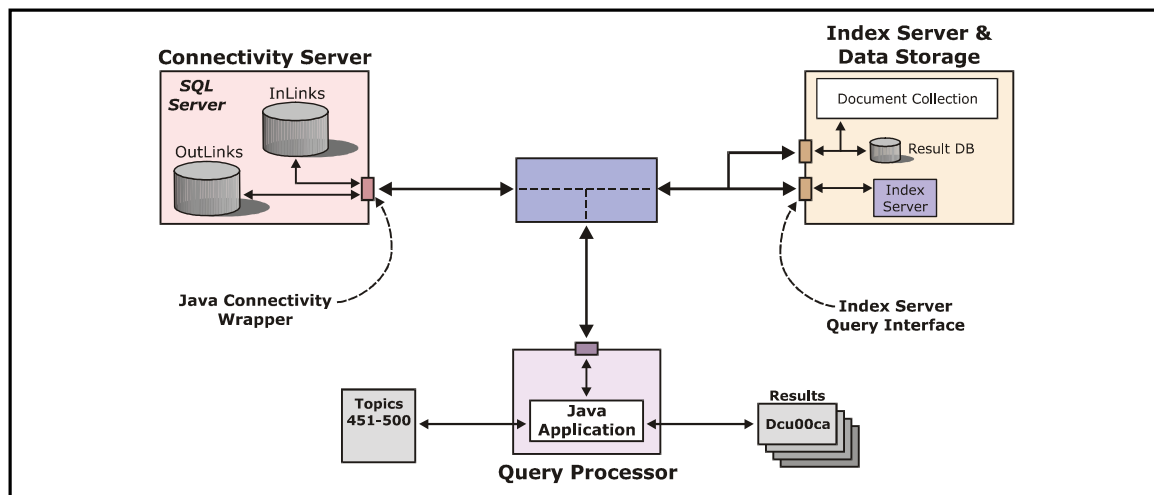 Connectivity Server
SQL
Server
InLinks
OutLinks
Index Server &
Data Storage
Document Collection
Result DB
Index
Server
Java Connectivity
Wrapper
Index Server
Query Interface
Topics
451-500
Java
Application
Results
Dcu00ca
Query Processor